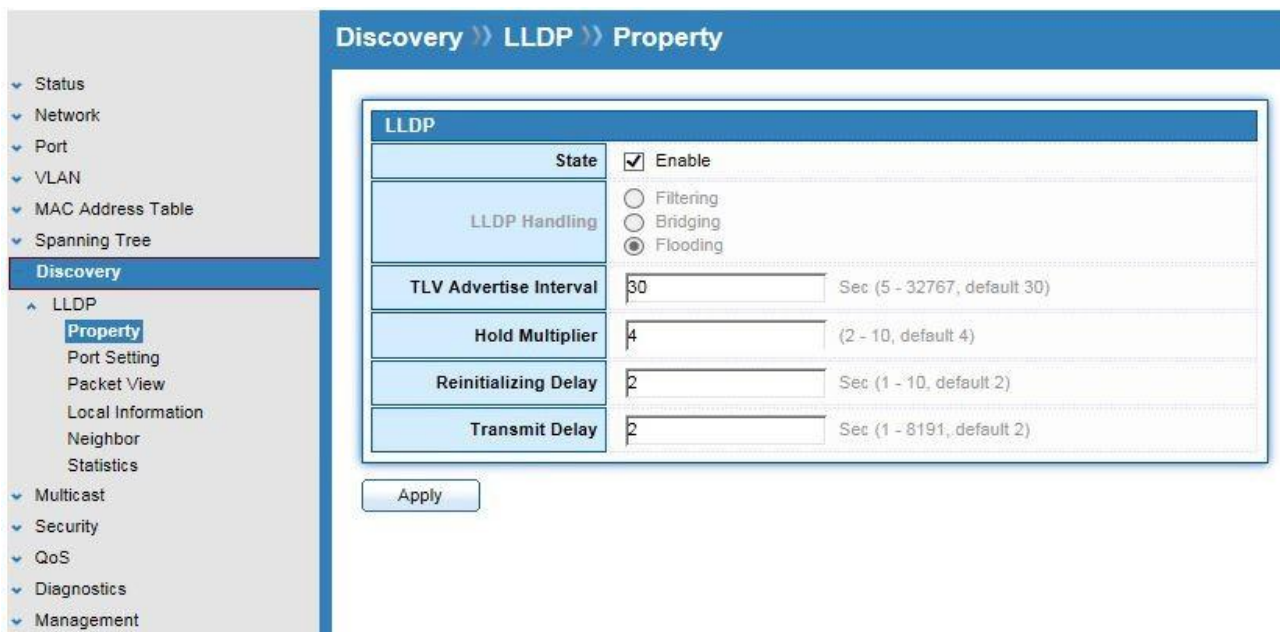 Discovery 》 LLDP 》 Property
Status
Network
Port
VLAN
MAC Address Table
Spanning Tree
Discovery
LLDP
Property
Port Setting
Packet View
Local Information
Neighbor
Statistics
Multicast
Security
QoS
Diagnostics
Management
LLDP
State Enable
LLDP Handling
Filtering
Bridging
Flooding
TLV Advertise Interval 30 Sec (5 - 32767, default 30)
Hold Multiplier 4 (2 - 10, default 4)
Reinitializing Delay 2 Sec (1 - 10, default 2)
Transmit Delay 2 Sec (1 - 8191, default 2)
Apply